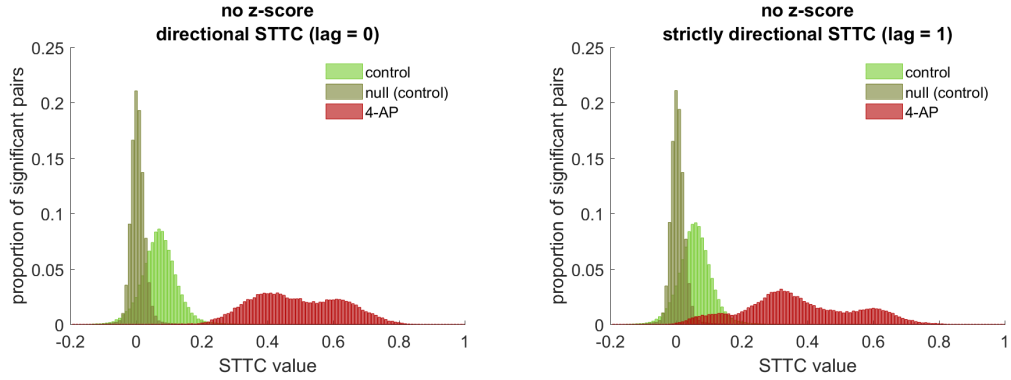 no z-score
directional STTC (lag = 0)
0.25
0.2
0.15
0.1
0.05
0
-0.2
0
0.2
0.4
0.6
0.8
1
proportion of significant pairs
STTC value
control
null (control)
4-AP
no z-score
strictly directional STTC (lag = 1)
0.25
0.2
0.15
0.1
0.05
0
-0.2
0
0.2
0.4
0.6
0.8
1
proportion of significant pairs
STTC value
control
null (control)
4-AP